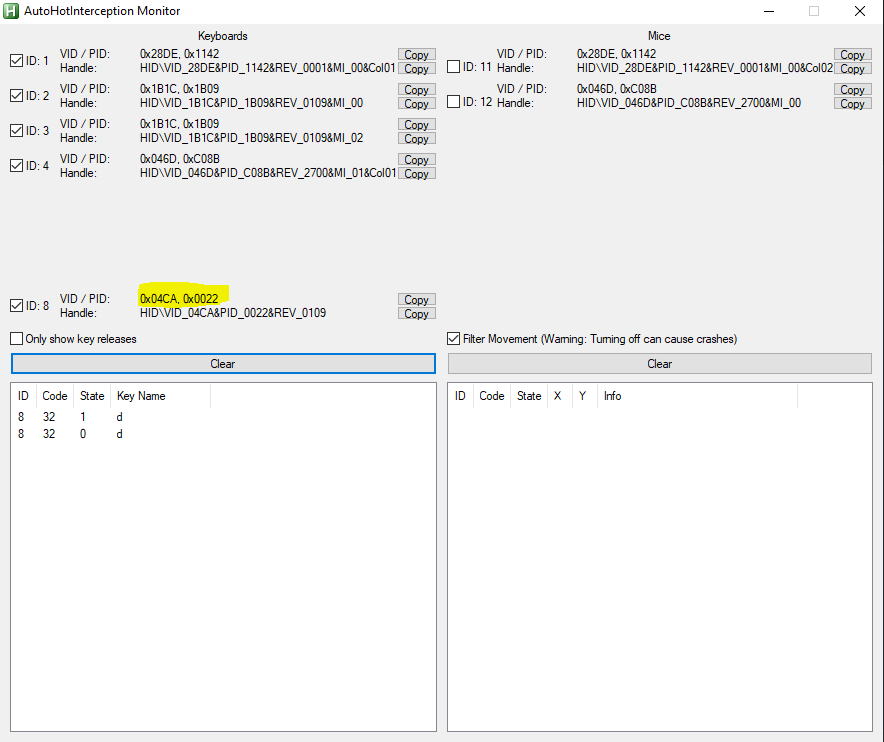 AutoHotInterception Monitor
Keyboards
ID: 1
VID / PID: 0x28DE, 0x1142 Copy
Handle: HID\VID_28DE&PID_1142&REV_0001&MI_00&Col01 Copy
ID: 2
VID / PID: 0x1B1C, 0x1B09 Copy
Handle: HID\VID_1B1C&PID_1B09&REV_0109&MI_00 Copy
ID: 3
VID / PID: 0x1B1C, 0x1B09 Copy
Handle: HID\VID_1B1C&PID_1B09&REV_0109&MI_02 Copy
ID: 4
VID / PID: 0x046D, 0xC08B Copy
Handle: HID\VID_046D&PID_C08B&REV_2700&MI_01&Col01 Copy
ID: 8
VID / PID: 0x04CA, 0x0022 Copy
Handle: HID\VID_04CA&PID_0022&REV_0109 Copy
Only show key releases
Clear
ID Code State Key Name
8 32 1 d
8 32 0 d
Mice
ID: 11
VID / PID: 0x28DE, 0x1142 Copy
Handle: HID\VID_28DE&PID_1142&REV_0001&MI_00&Col02 Copy
ID: 12
VID / PID: 0x046D, 0xC08B Copy
Handle: HID\VID_046D&PID_C08B&REV_2700&MI_00 Copy
Filter Movement (Warning: Turning off can cause crashes)
Clear
ID Code State X Y Info